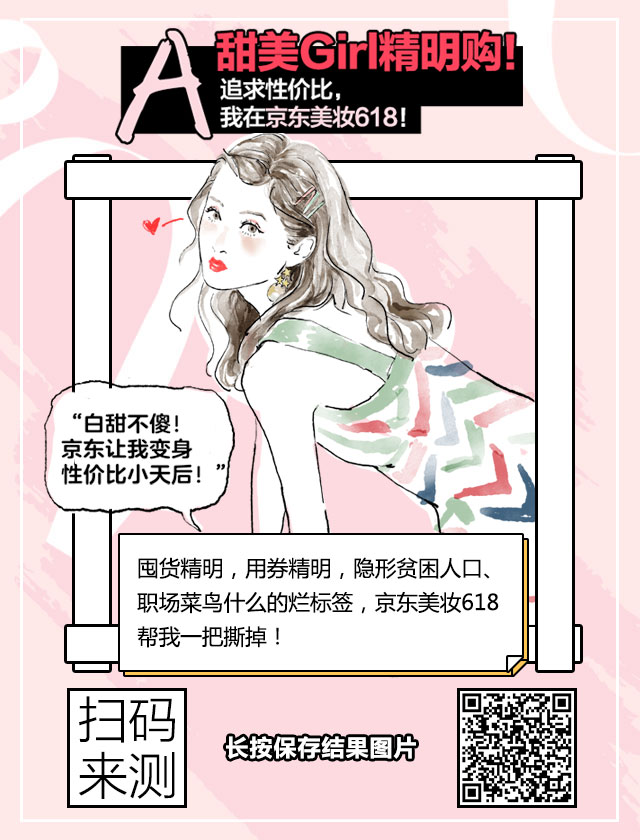 A
甜美Girl精明购!
追求性价比，
我在京东美妆618!
“白甜不傻!
京东让我变身
性价比小天后!”
囤货精明，用券精明，隐形贫困人口、
职场菜鸟什么的烂标签，京东美妆618
帮我一把撕掉！
扫码
来测
长按保存结果图片